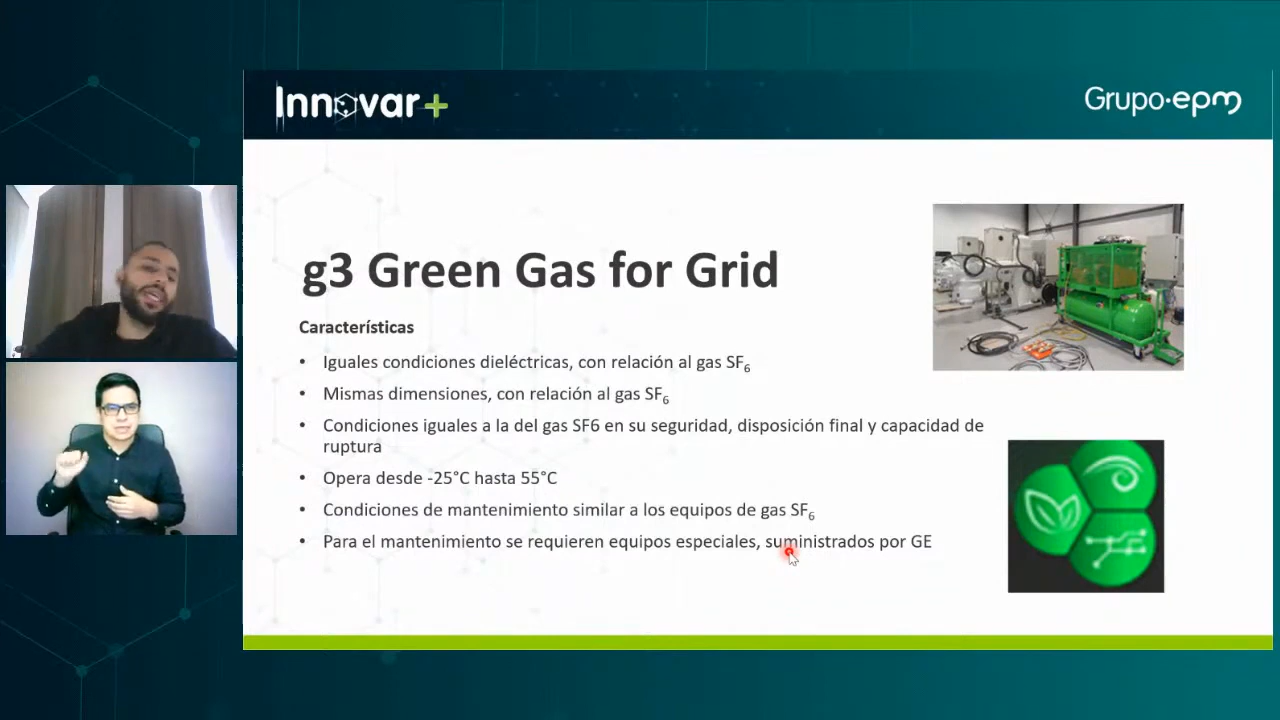 Innovar+
Grupo·epm
g3 Green Gas for Grid
Características
• Iguales condiciones dieléctricas, con relación al gas SF₆
• Mismas dimensiones, con relación al gas SF₆
• Condiciones iguales a la del gas SF6 en su seguridad, disposición final y capacidad de
ruptura
• Opera desde -25°C hasta 55°C
• Condiciones de mantenimiento similar a los equipos de gas SF₆
• Para el mantenimiento se requieren equipos especiales, suministrados por GE